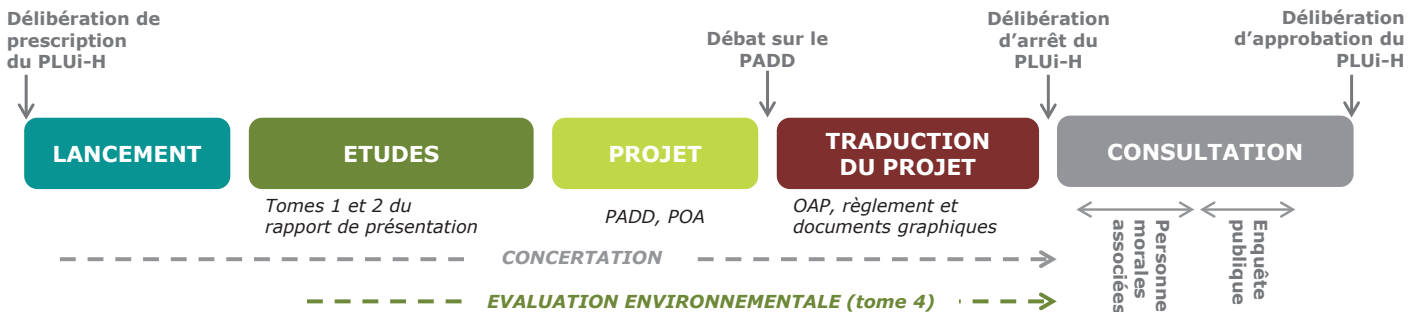 Délibération de
prescription
du PLUi-H
Débat sur le
PADD
Délibération
d'arrêt du
PLUi-H
Délibération
d'approbation du
PLUi-H
LANCEMENT
ETUDES
PROJET
TRADUCTION
DU PROJET
CONSULTATION
Tomes 1 et 2 du
rapport de présentation
PADD, POA
OAP, règlement et
documents graphiques
Personne
morales
associées
Enquête
publique
CONCERTATION
EVALUATION ENVIRONNEMENTALE (tome 4)